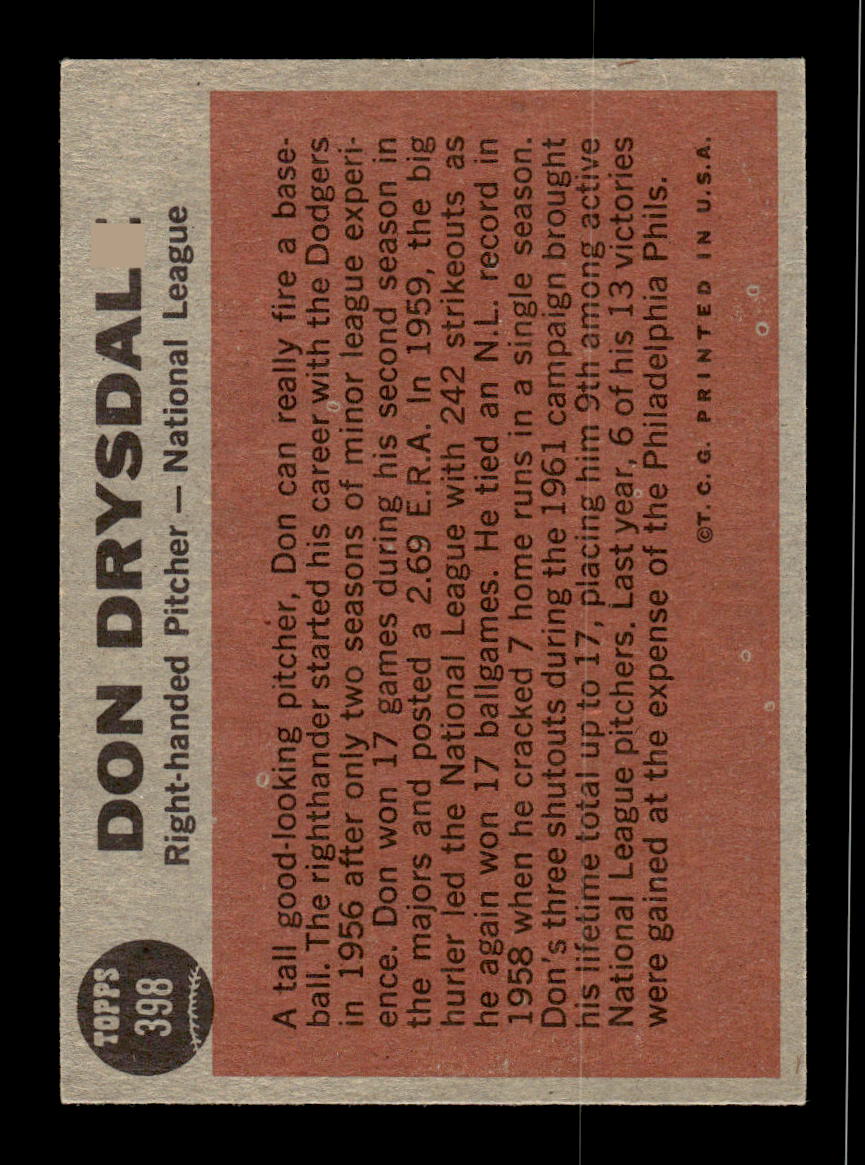 TOPPS
398
DON DRYSDAL
Right-handed Pitcher — National League
A tall good-looking pitcher, Don can really fire a base-
ball. The righthander started his career with the Dodgers
in 1956 after only two seasons of minor league experi-
ence. Don won 17 games during his second season in
the majors and posted a 2.69 E.R.A. In 1959, the big
hurler led the National League with 242 strikeouts as
he again won 17 ballgames. He tied an N.L. record in
1958 when he cracked 7 home runs in a single season.
Don's three shutouts during the 1961 campaign brought
his lifetime total up to 17, placing him 9th among active
National League pitchers. Last year, 6 of his 13 victories
were gained at the expense of the Philadelphia Phils.
©T. C. G. PRINTED IN U.S.A.